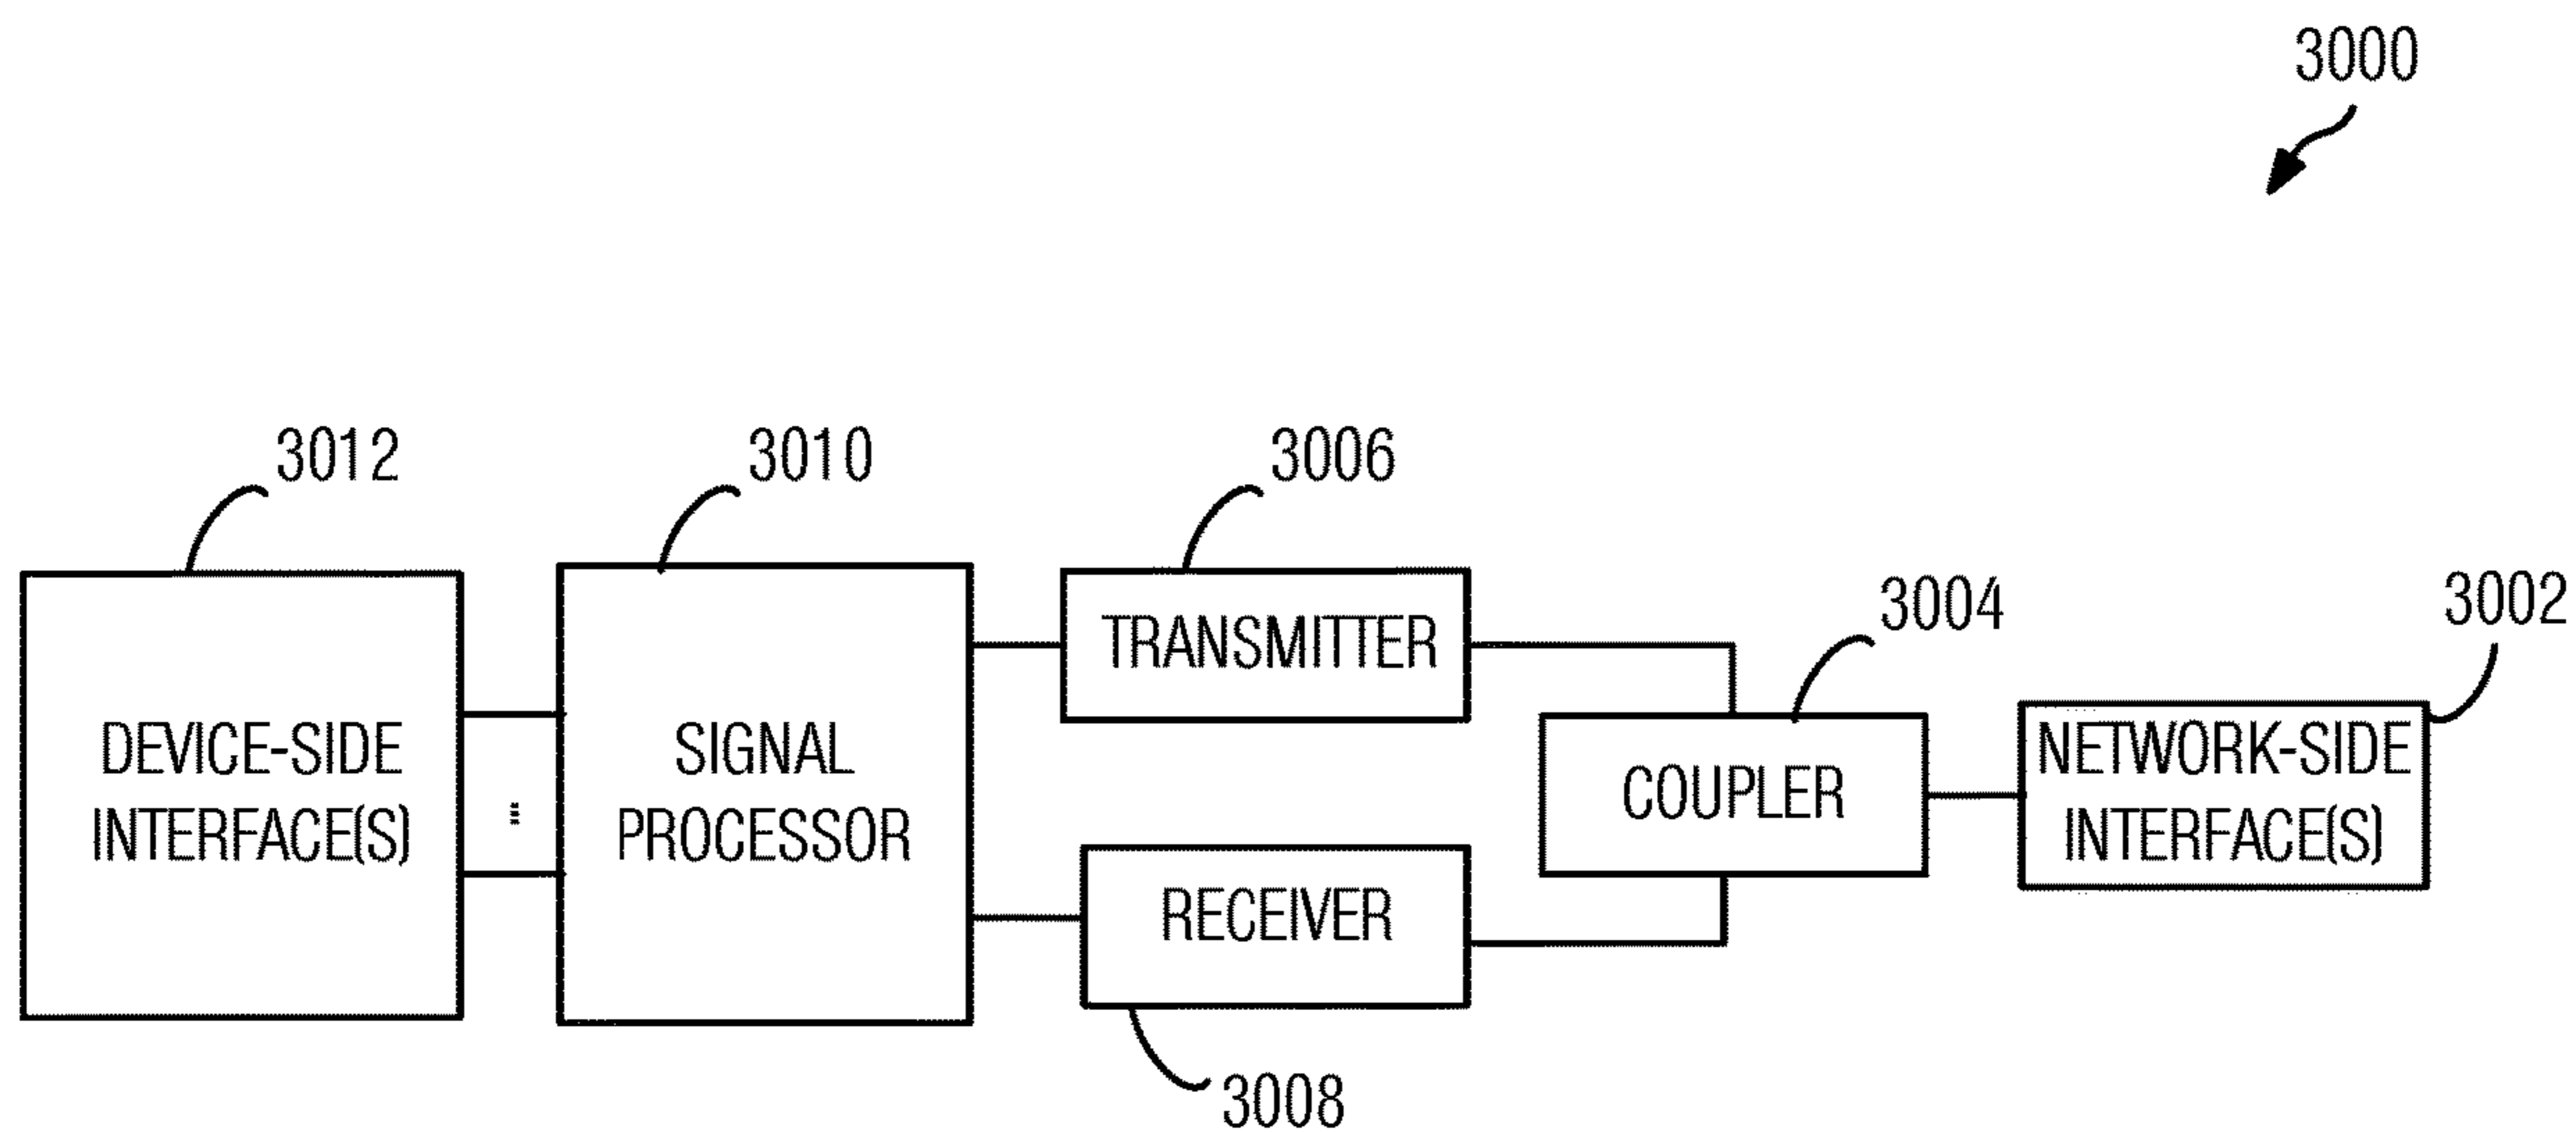 3000
3012
3010
3006
3004
3002
DEVICE-SIDE
INTERFACE(S)
...
SIGNAL
PROCESSOR
TRANSMITTER
RECEIVER
COUPLER
NETWORK-SIDE
INTERFACE(S)
3008